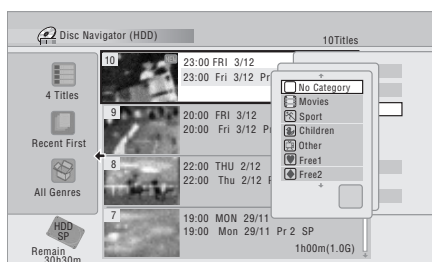 Disc Navigator (HDD)
10Titles
4 Titles
Recent First
All Genres
HDD
SP
Remain
30h30m
10
23:00 FRI 3/12
23:00 Fri 3/12 Pr
9
20:00 FRI 3/12
20:00 Fri 3/12 P
8
22:00 THU 2/12
22:00 Thu 2/12
7
19:00 MON 29/11
19:00 Mon 29/11 Pr 2 SP
1h00m(1.0G)
No Category
Movies
Sport
Children
Other
Free1
Free2